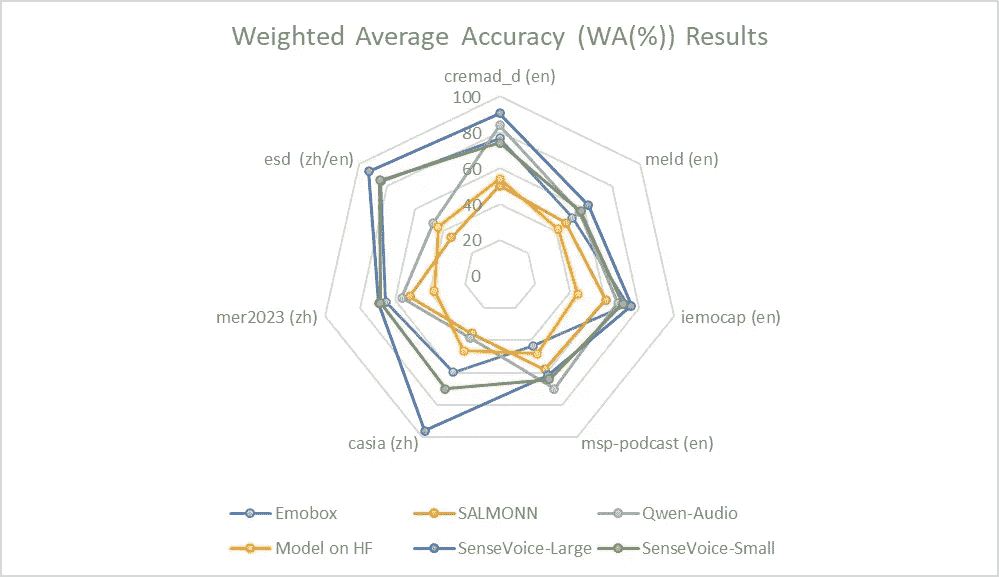 Weighted Average Accuracy (WA(%)) Results
cremad_d (en)
100
80
60
40
20
0
esd (zh/en)
meld (en)
mer2023 (zh)
iemocap (en)
casia (zh)
msp-podcast (en)
Emobox
SALMONN
Qwen-Audio
Model on HF
SenseVoice-Large
SenseVoice-Small